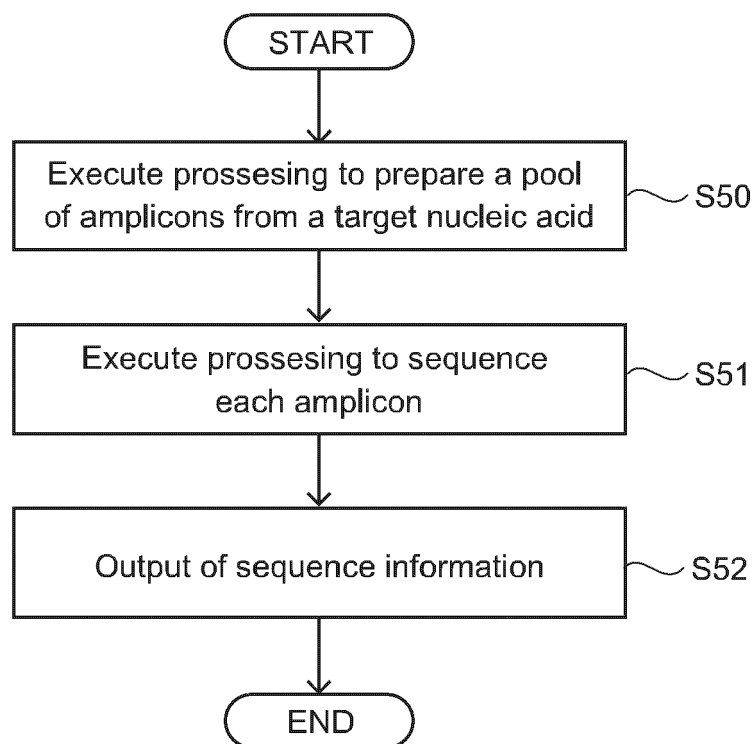 START
Execute prossesing to prepare a pool
of amplicons from a target nucleic acid
S50
Execute prossesing to sequence
each amplicon
S51
Output of sequence information
S52
END